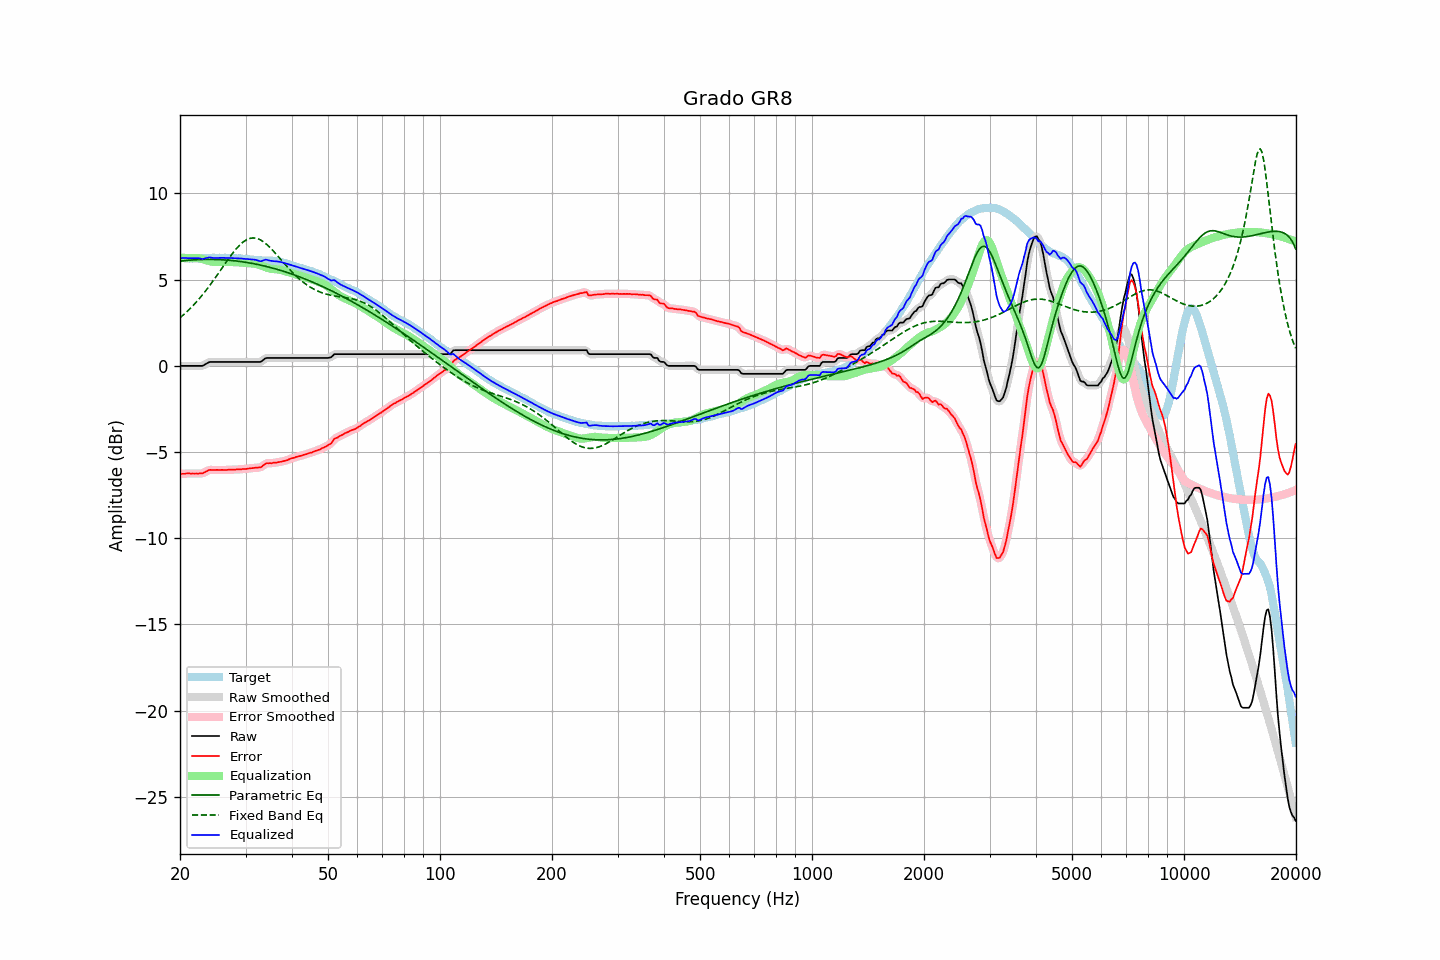 Grado GR8
Amplitude (dBr)
10
5
0
−5
−10
−15
−20
−25
Target
Raw Smoothed
Error Smoothed
Raw
Error
Equalization
Parametric Eq
Fixed Band Eq
Equalized
20 50 100 200 500 1000 2000 5000 10000 20000
Frequency (Hz)